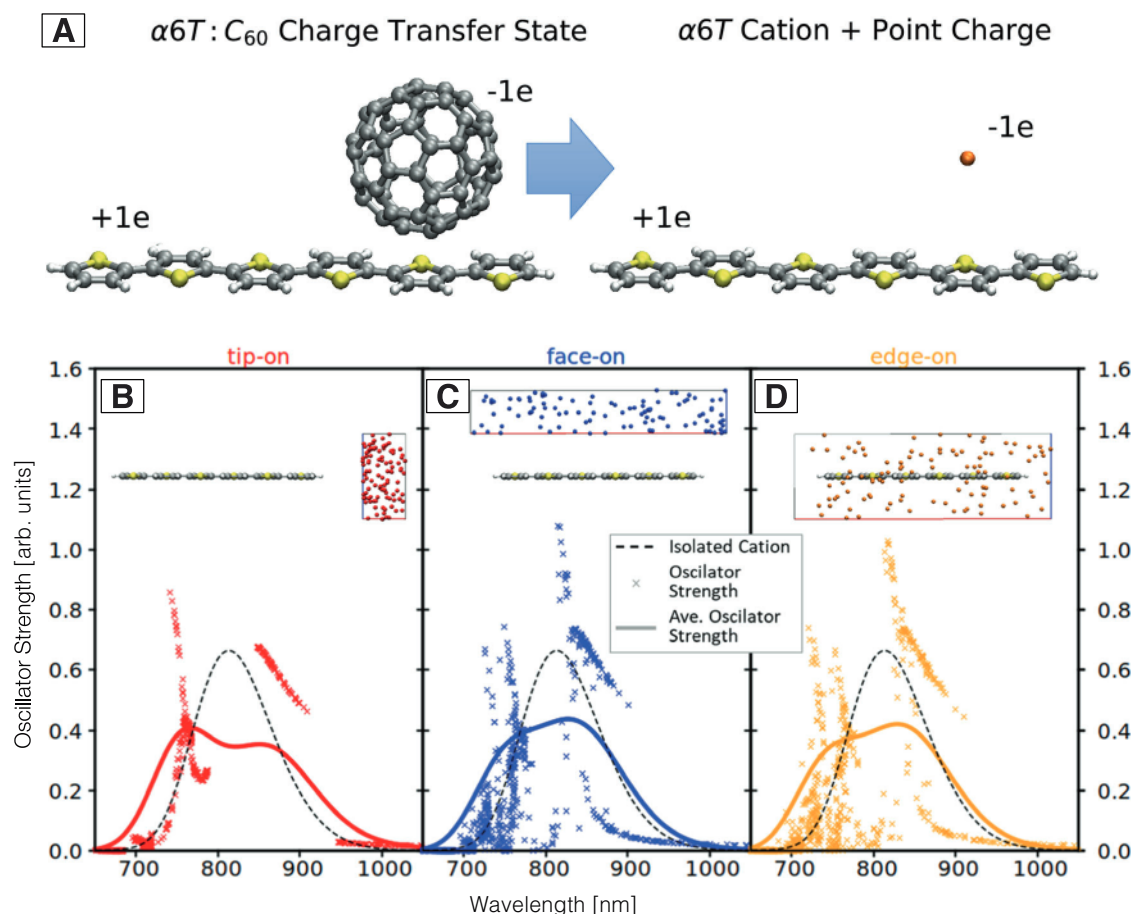 A
α6T : C60 Charge Transfer State
α6T Cation + Point Charge
-1e
-1e
+1e
+1e
tip-on
face-on
edge-on
1.6
1.4
1.2
1.0
0.8
0.6
0.4
0.2
0.0
Oscillator Strength [arb. units]
B
C
D
Isolated Cation
Oscilator
Strength
Ave. Oscilator
Strength
1.6
1.4
1.2
1.0
0.8
0.6
0.4
0.2
0.0
700 800 900 1000
700 800 900 1000
700 800 900 1000
Wavelength [nm]